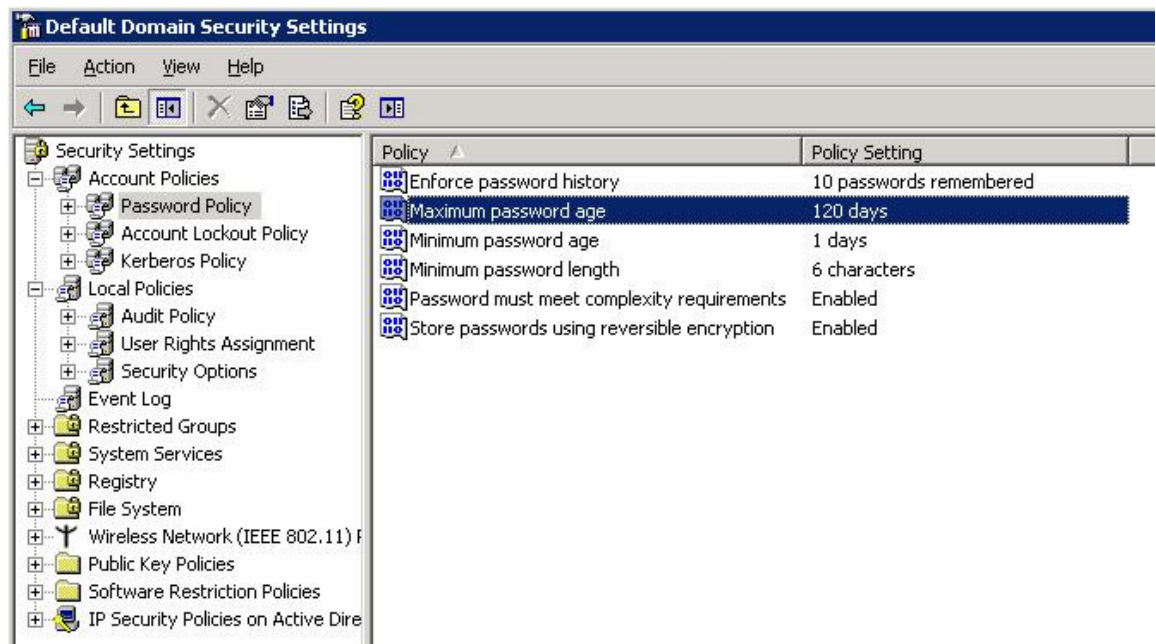 Default Domain Security Settings
File Action View Help
Security Settings
Account Policies
Password Policy
Account Lockout Policy
Kerberos Policy
Local Policies
Audit Policy
User Rights Assignment
Security Options
Event Log
Restricted Groups
System Services
Registry
File System
Wireless Network (IEEE 802.11)
Public Key Policies
Software Restriction Policies
IP Security Policies on Active Dire
Policy Policy Setting
Enforce password history 10 passwords remembered
Maximum password age 120 days
Minimum password age 1 days
Minimum password length 6 characters
Password must meet complexity requirements Enabled
Store passwords using reversible encryption Enabled